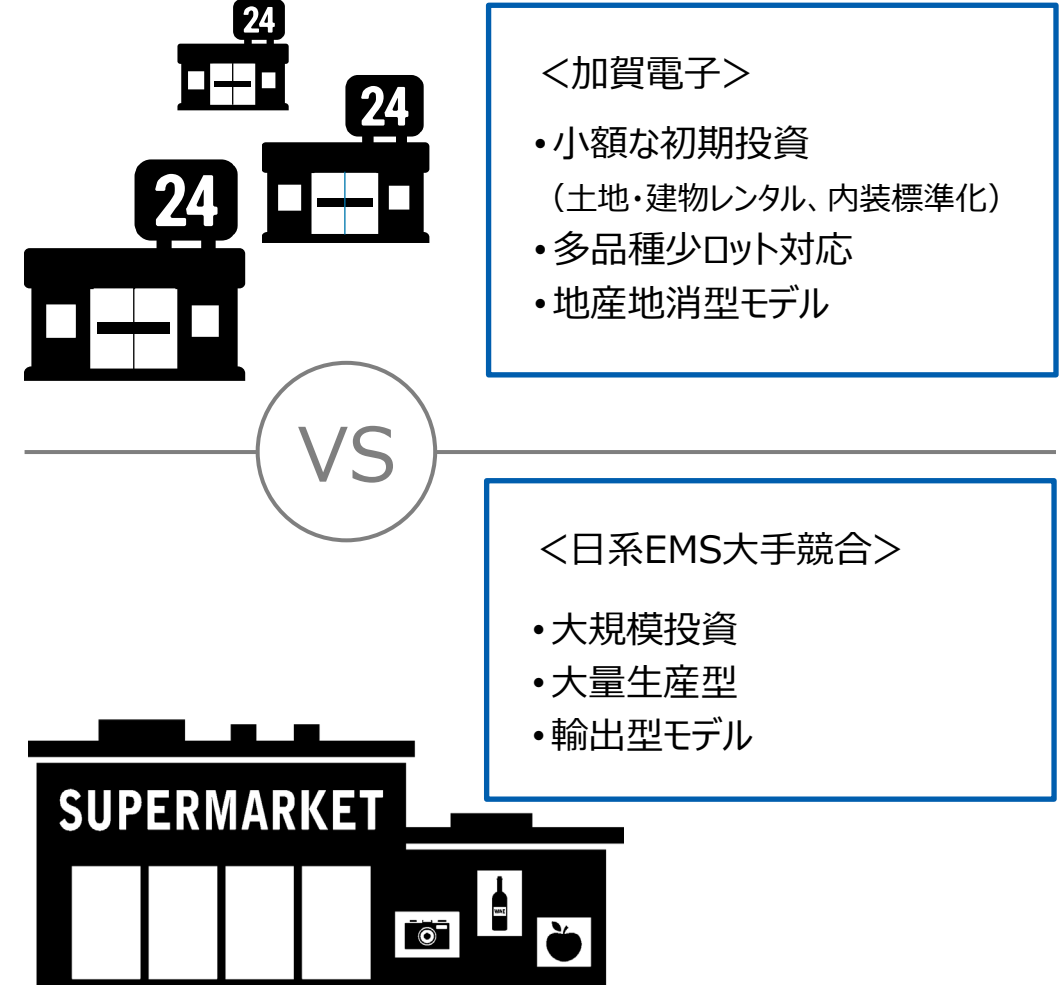 24
24
24
＜加賀電子＞
•小額な初期投資
（土地・建物レンタル、内装標準化）
•多品種少ロット対応
•地産地消型モデル
VS
＜日系EMS大手競合＞
•大規模投資
•大量生産型
•輸出型モデル
SUPERMARKET
WINE